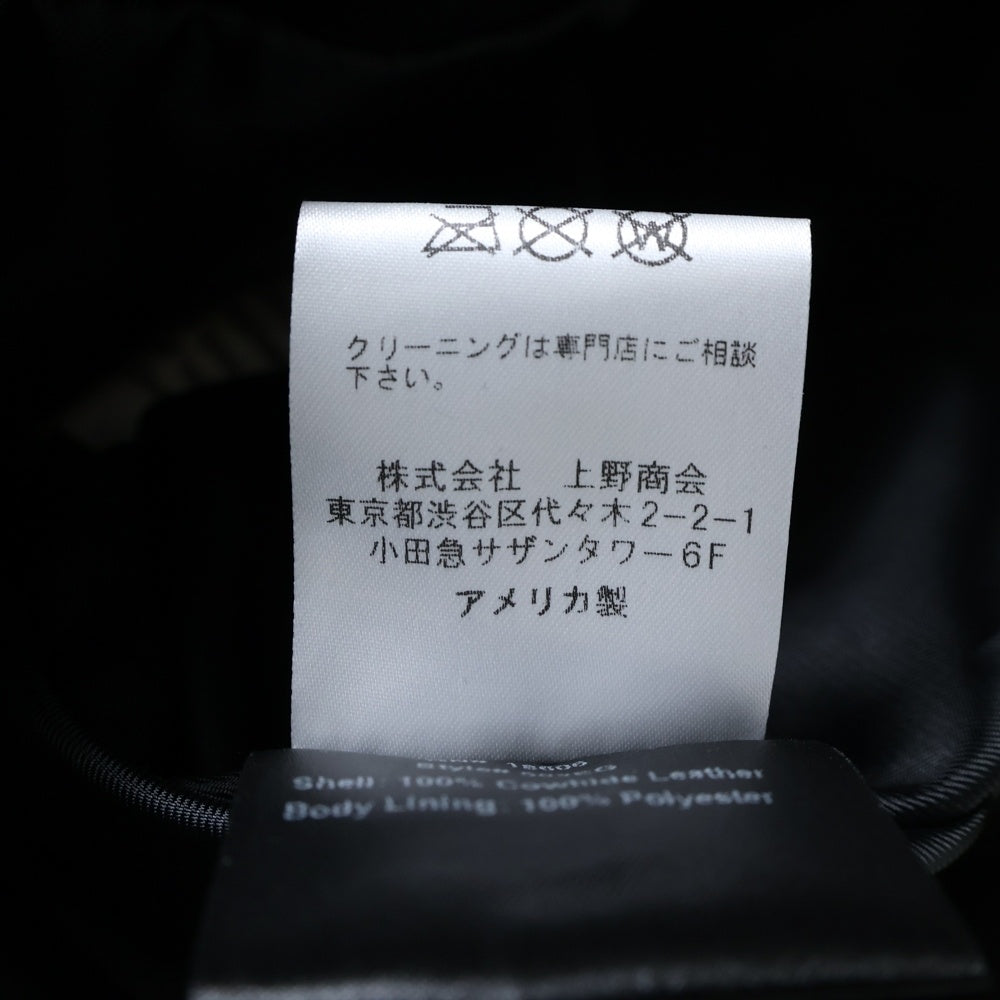 クリーニングは専門店にご相談
下さい。
株式会社　上野商会
東京都渋谷区代々木2-2-1
小田急サザンタワー6F
アメリカ製
Shell: 100% Cowhide Leather
Body Lining: 100% Polyester